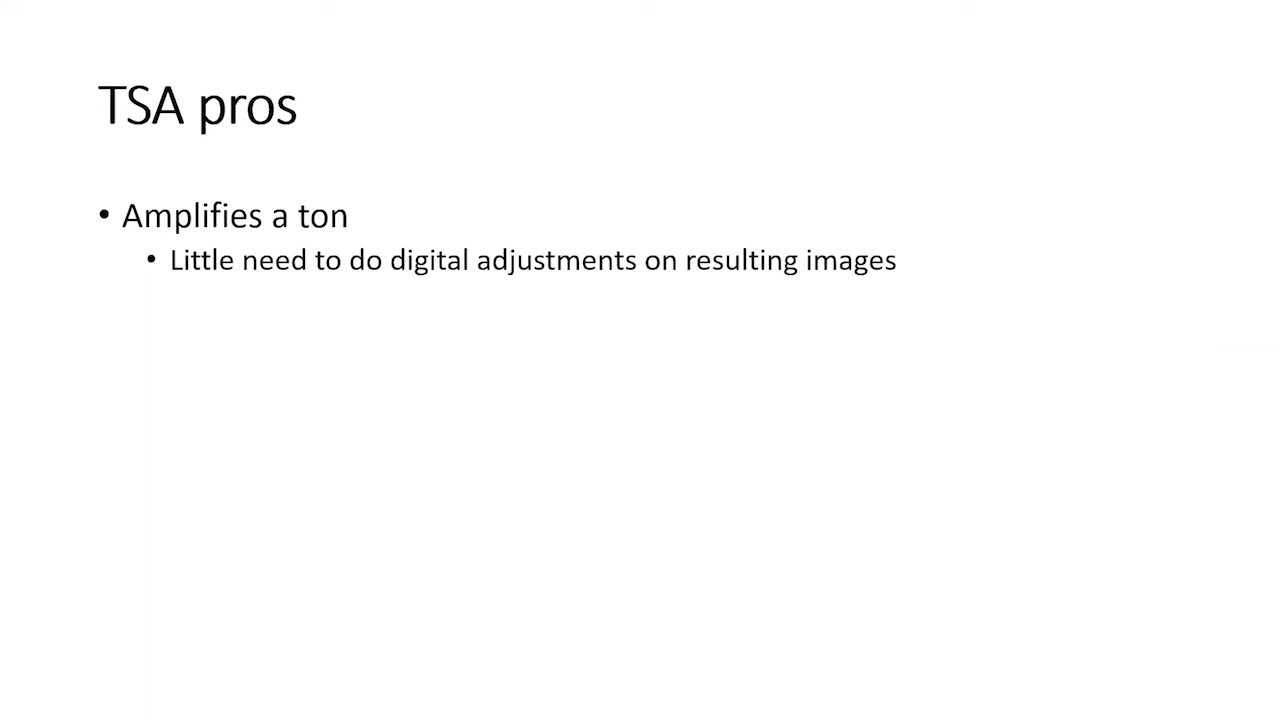 TSA pros
• Amplifies a ton
• Little need to do digital adjustments on resulting images